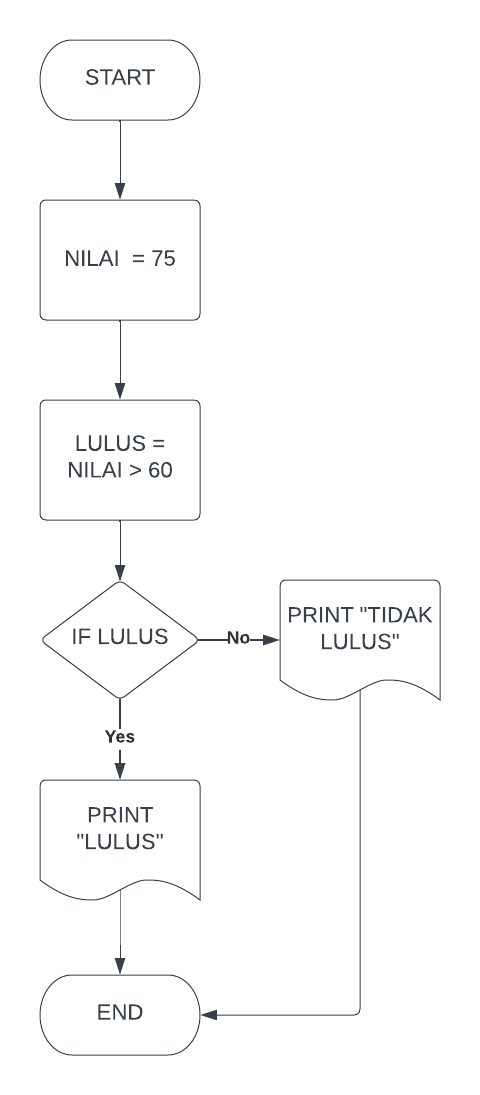 START
NILAI  = 75
LULUS =
NILAI > 60
IF LULUS
No
PRINT "TIDAK
LULUS"
Yes
PRINT
"LULUS"
END